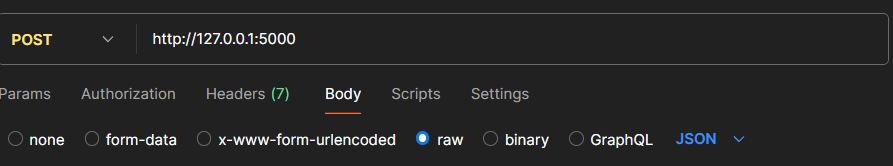 POST http://127.0.0.1:5000
Params Authorization Headers (7) Body Scripts Settings
none form-data x-www-form-urlencoded raw binary GraphQL JSON